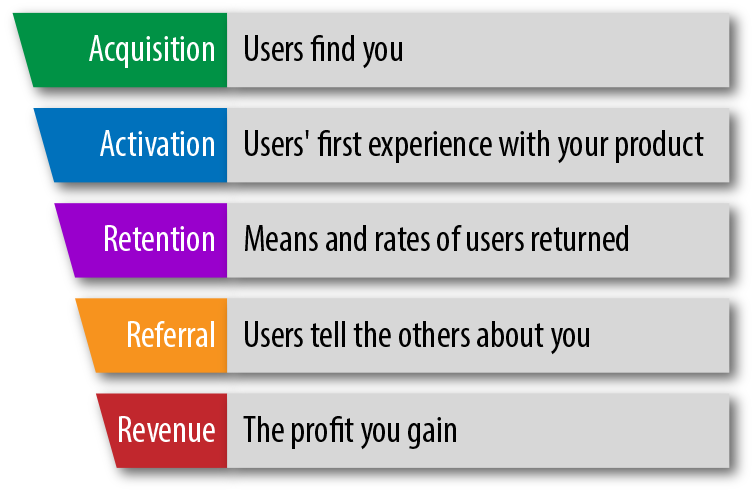 Acquisition Users find you
Activation Users' first experience with your product
Retention Means and rates of users returned
Referral Users tell the others about you
Revenue The profit you gain